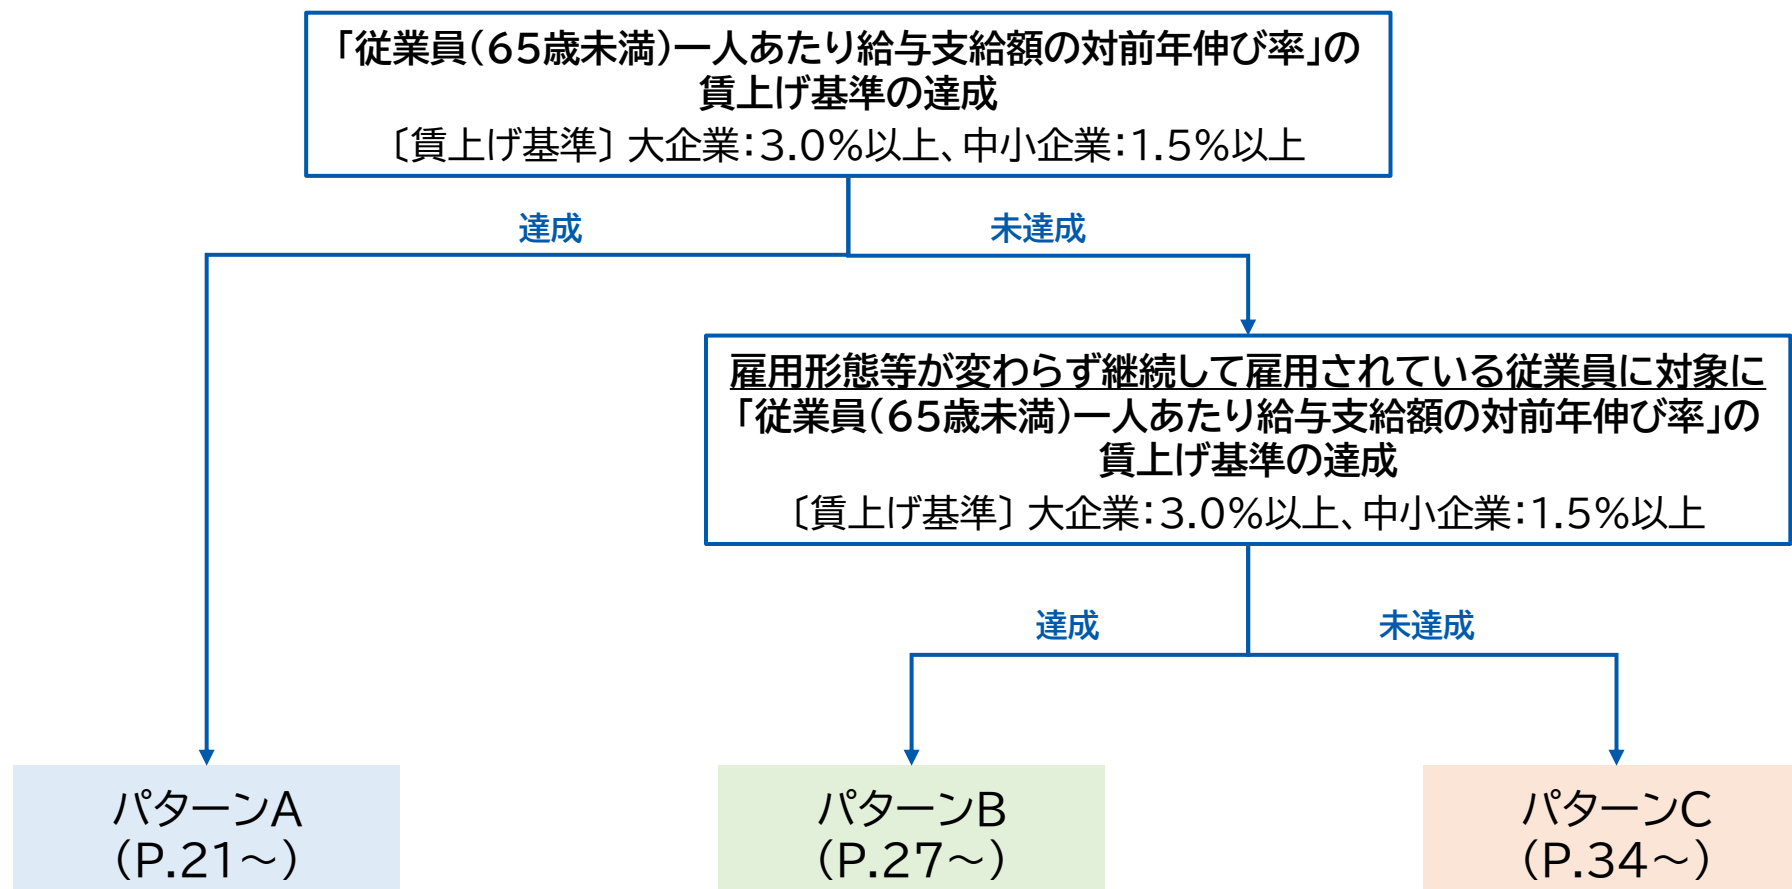 「従業員（65歳未満）一人あたり給与支給額の対前年伸び率」の
賃上げ基準の達成
〔賃上げ基準〕大企業：3.0％以上、中小企業：1.5％以上
達成
未達成
雇用形態等が変わらず継続して雇用されている従業員に対象に
「従業員（65歳未満）一人あたり給与支給額の対前年伸び率」の
賃上げ基準の達成
〔賃上げ基準〕大企業：3.0％以上、中小企業：1.5％以上
達成
未達成
パターンA
（P.21～）
パターンB
（P.27～）
パターンC
（P.34～）